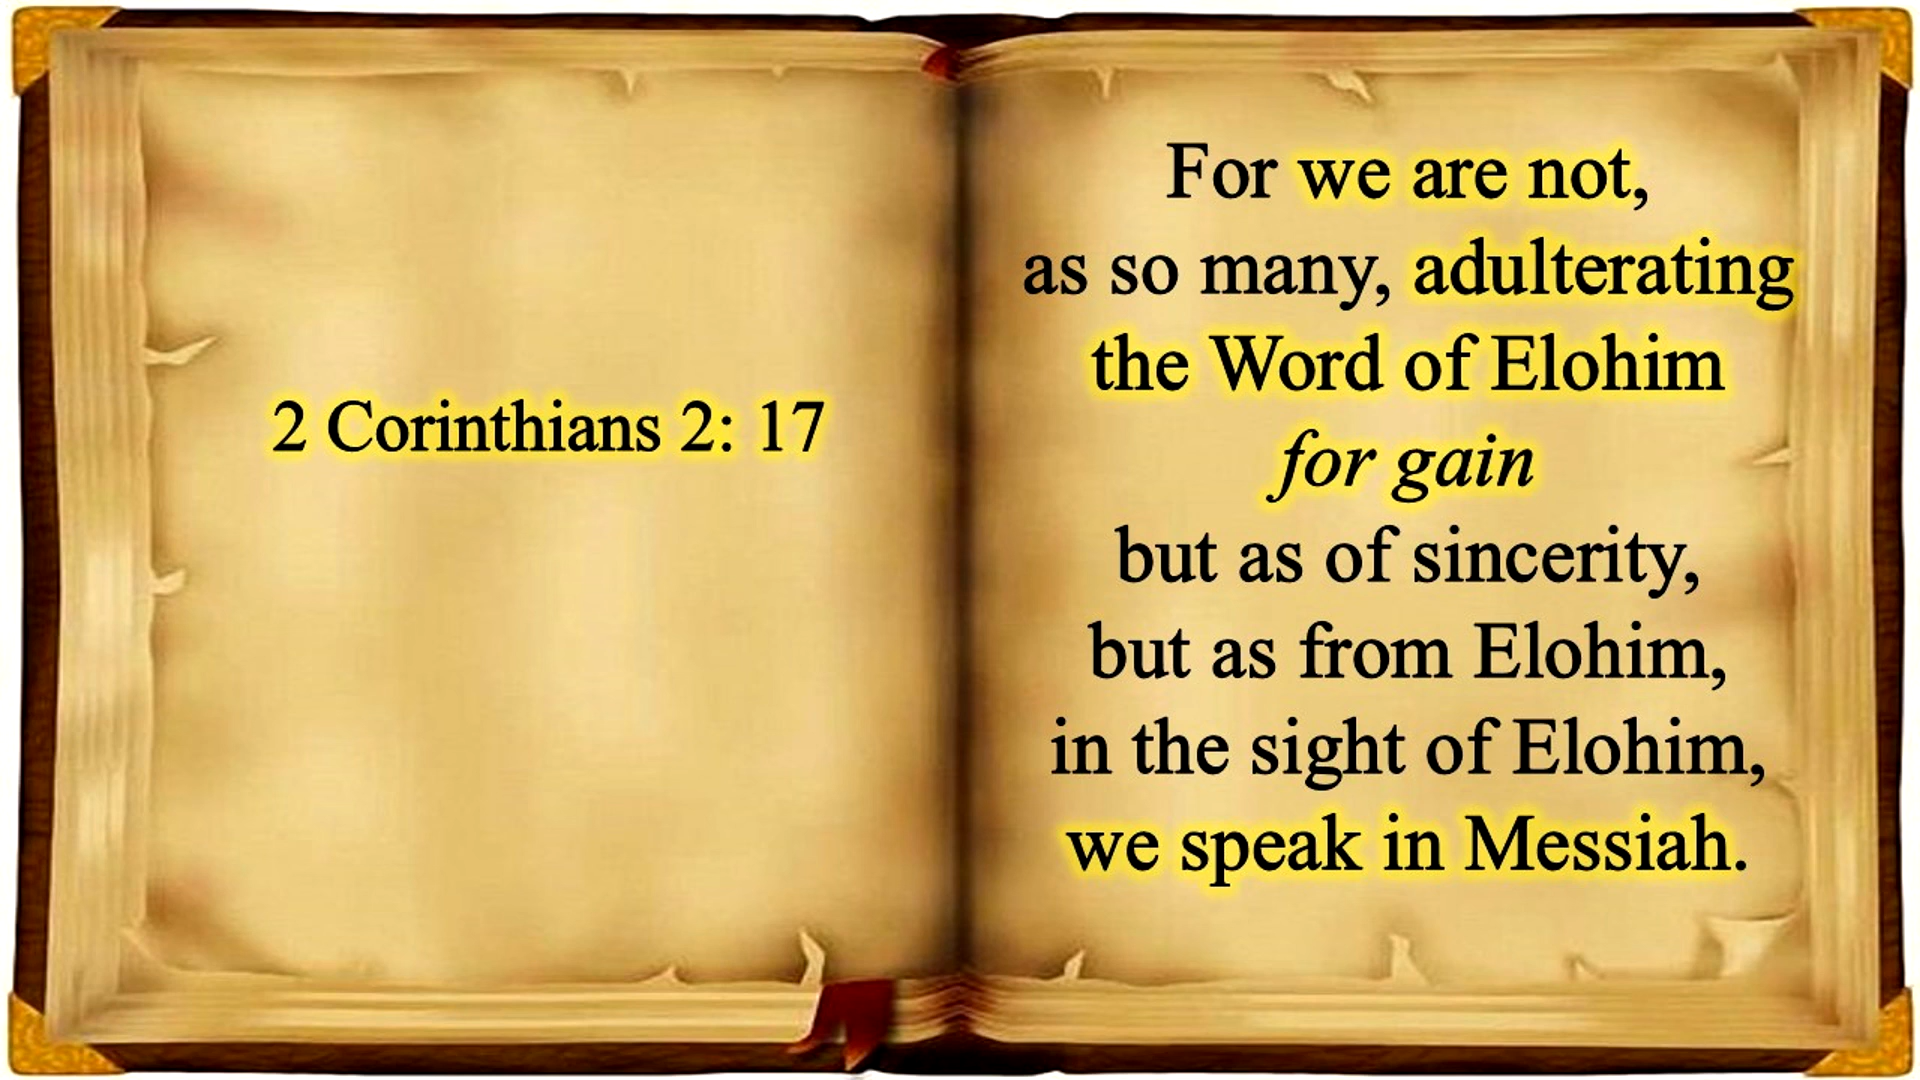 2 Corinthians 2: 17
For we are not,
as so many, adulterating
the Word of Elohim
for gain
but as of sincerity,
but as from Elohim,
in the sight of Elohim,
we speak in Messiah.